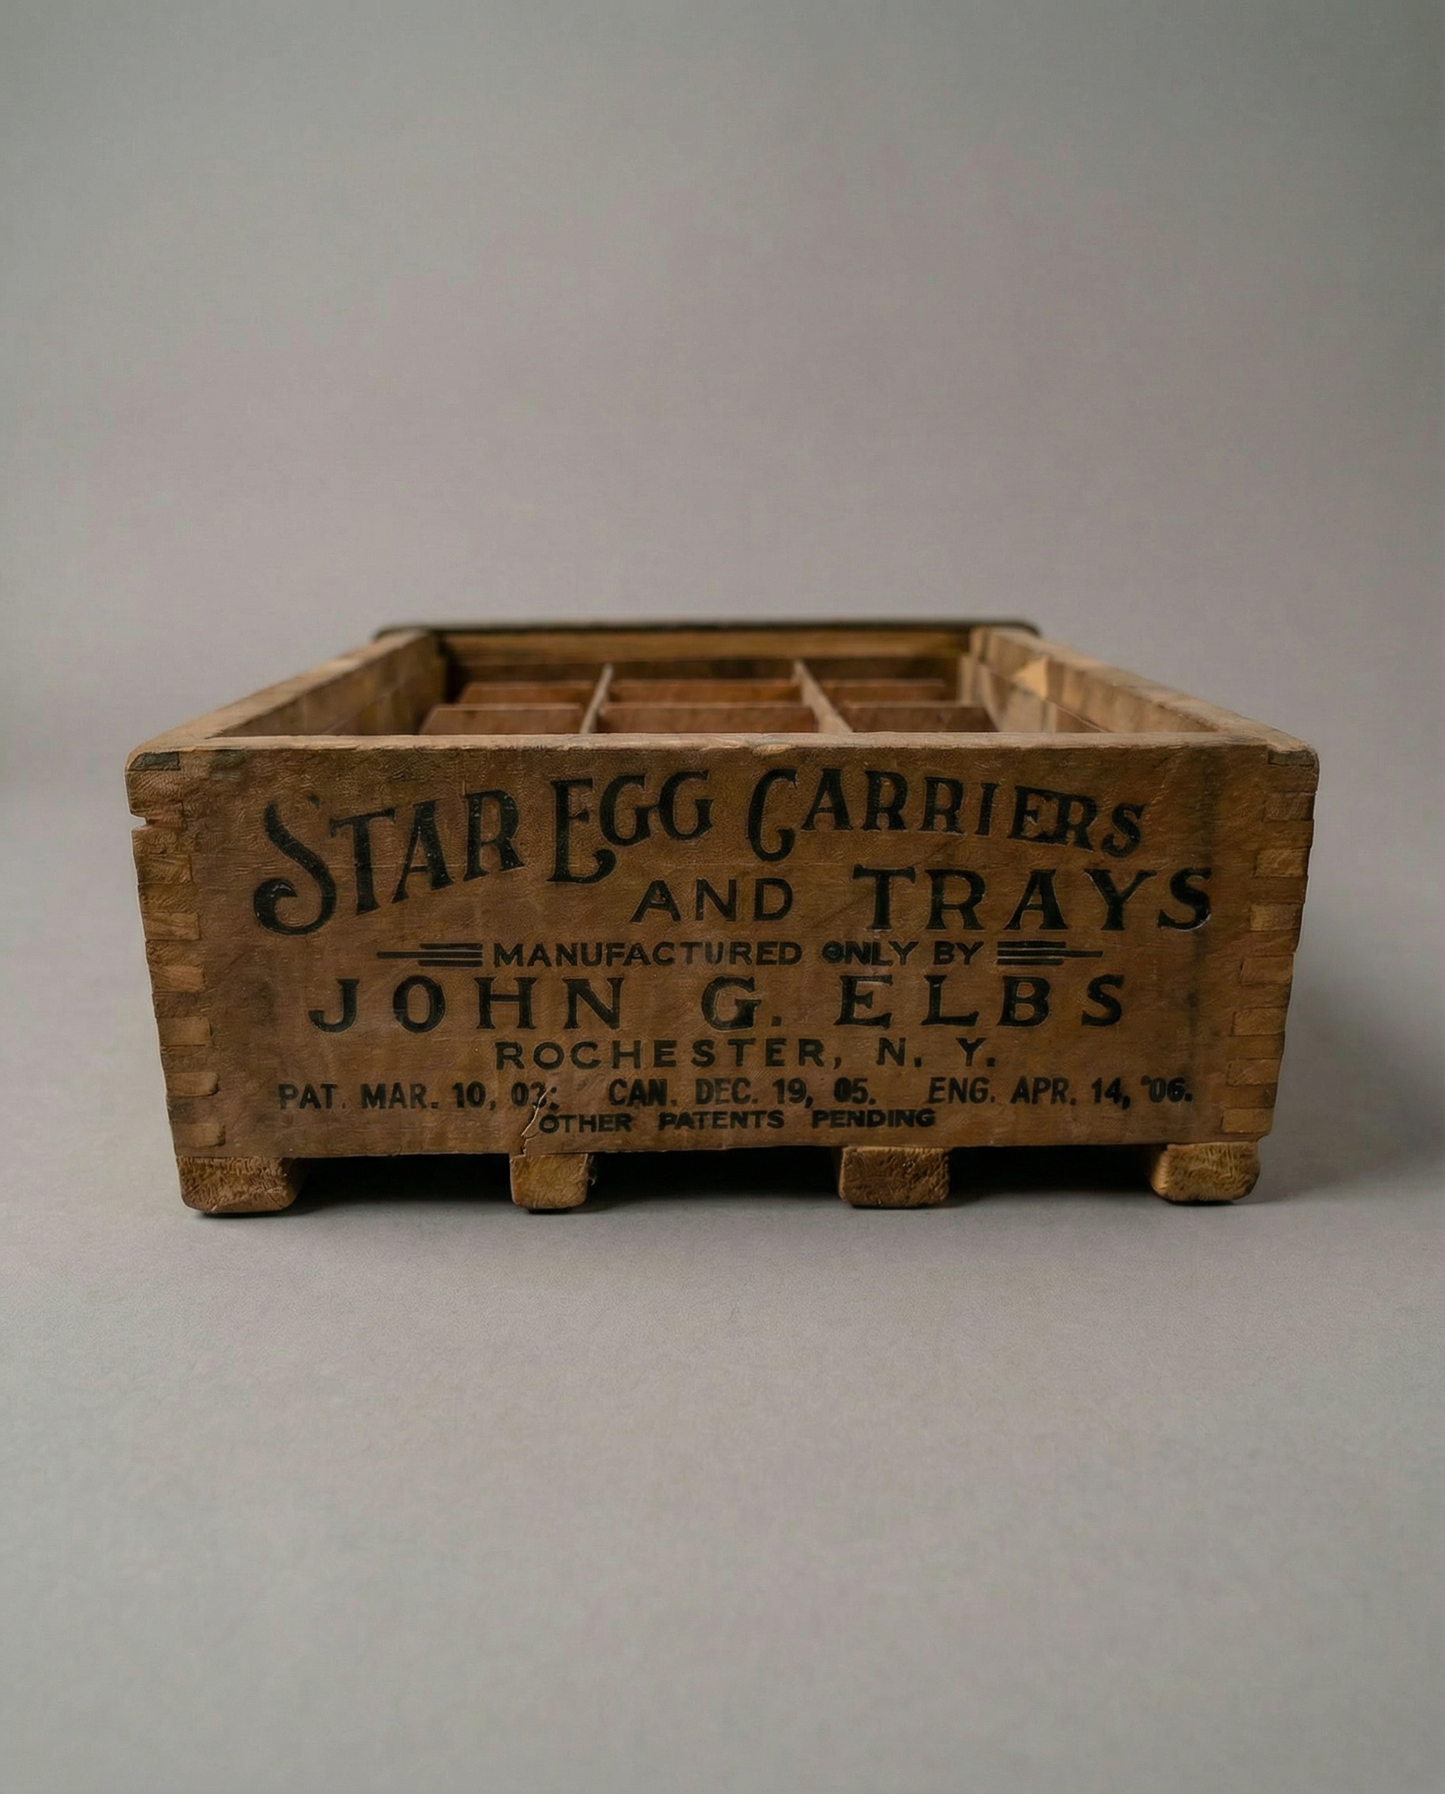 STAR EGG CARRIERS
AND TRAYS
MANUFACTURED ONLY BY
JOHN G. ELBS
ROCHESTER, N. Y.
PAT. MAR. 10, 03; CAN. DEC. 19, 05. ENG. APR. 14, '06.
OTHER PATENTS PENDING